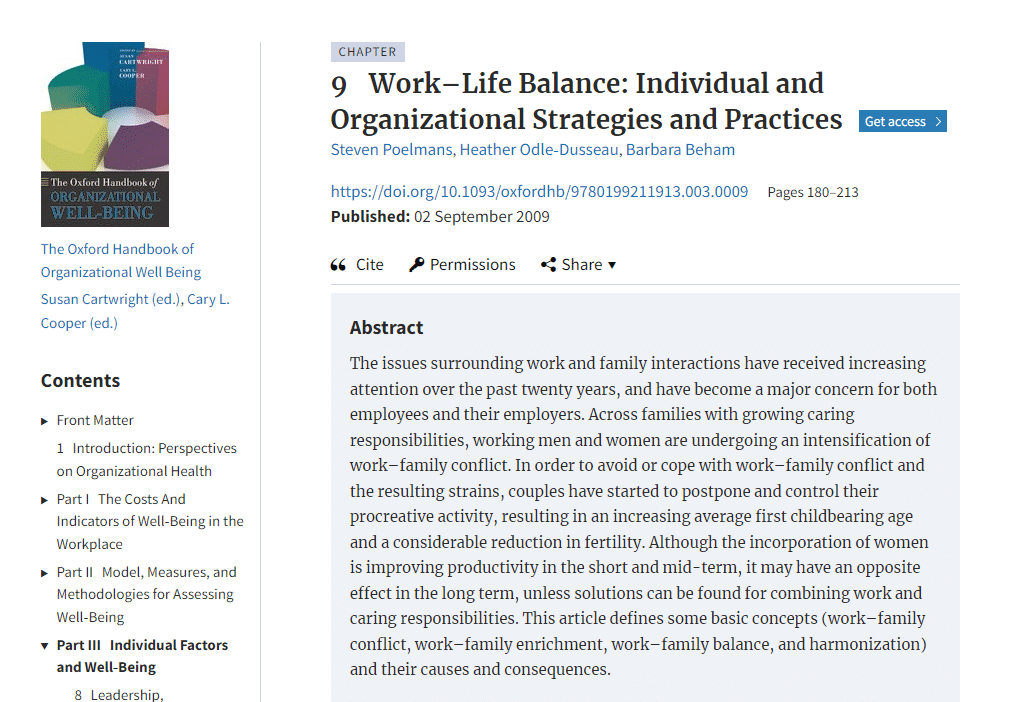 EDITED BY
SUSAN
CARTWRIGHT
CARY L.
COOPER
The Oxford Handbook of
ORGANIZATIONAL
WELL-BEING
The Oxford Handbook of
Organizational Well Being
Susan Cartwright (ed.), Cary L.
Cooper (ed.)
Contents
Front Matter
1 Introduction: Perspectives
on Organizational Health
Part I The Costs And
Indicators of Well-Being in the
Workplace
Part II Model, Measures, and
Methodologies for Assessing
Well-Being
Part III Individual Factors
and Well-Being
8 Leadership,
CHAPTER
9 Work–Life Balance: Individual and
Organizational Strategies and Practices Get access
Steven Poelmans, Heather Odle-Dusseau, Barbara Beham
https://doi.org/10.1093/oxfordhb/9780199211913.003.0009 Pages 180–213
Published: 02 September 2009
Cite Permissions Share
Abstract
The issues surrounding work and family interactions have received increasing
attention over the past twenty years, and have become a major concern for both
employees and their employers. Across families with growing caring
responsibilities, working men and women are undergoing an intensification of
work–family conflict. In order to avoid or cope with work–family conflict and
the resulting strains, couples have started to postpone and control their
procreative activity, resulting in an increasing average first childbearing age
and a considerable reduction in fertility. Although the incorporation of women
is improving productivity in the short and mid-term, it may have an opposite
effect in the long term, unless solutions can be found for combining work and
caring responsibilities. This article defines some basic concepts (work–family
conflict, work–family enrichment, work–family balance, and harmonization)
and their causes and consequences.